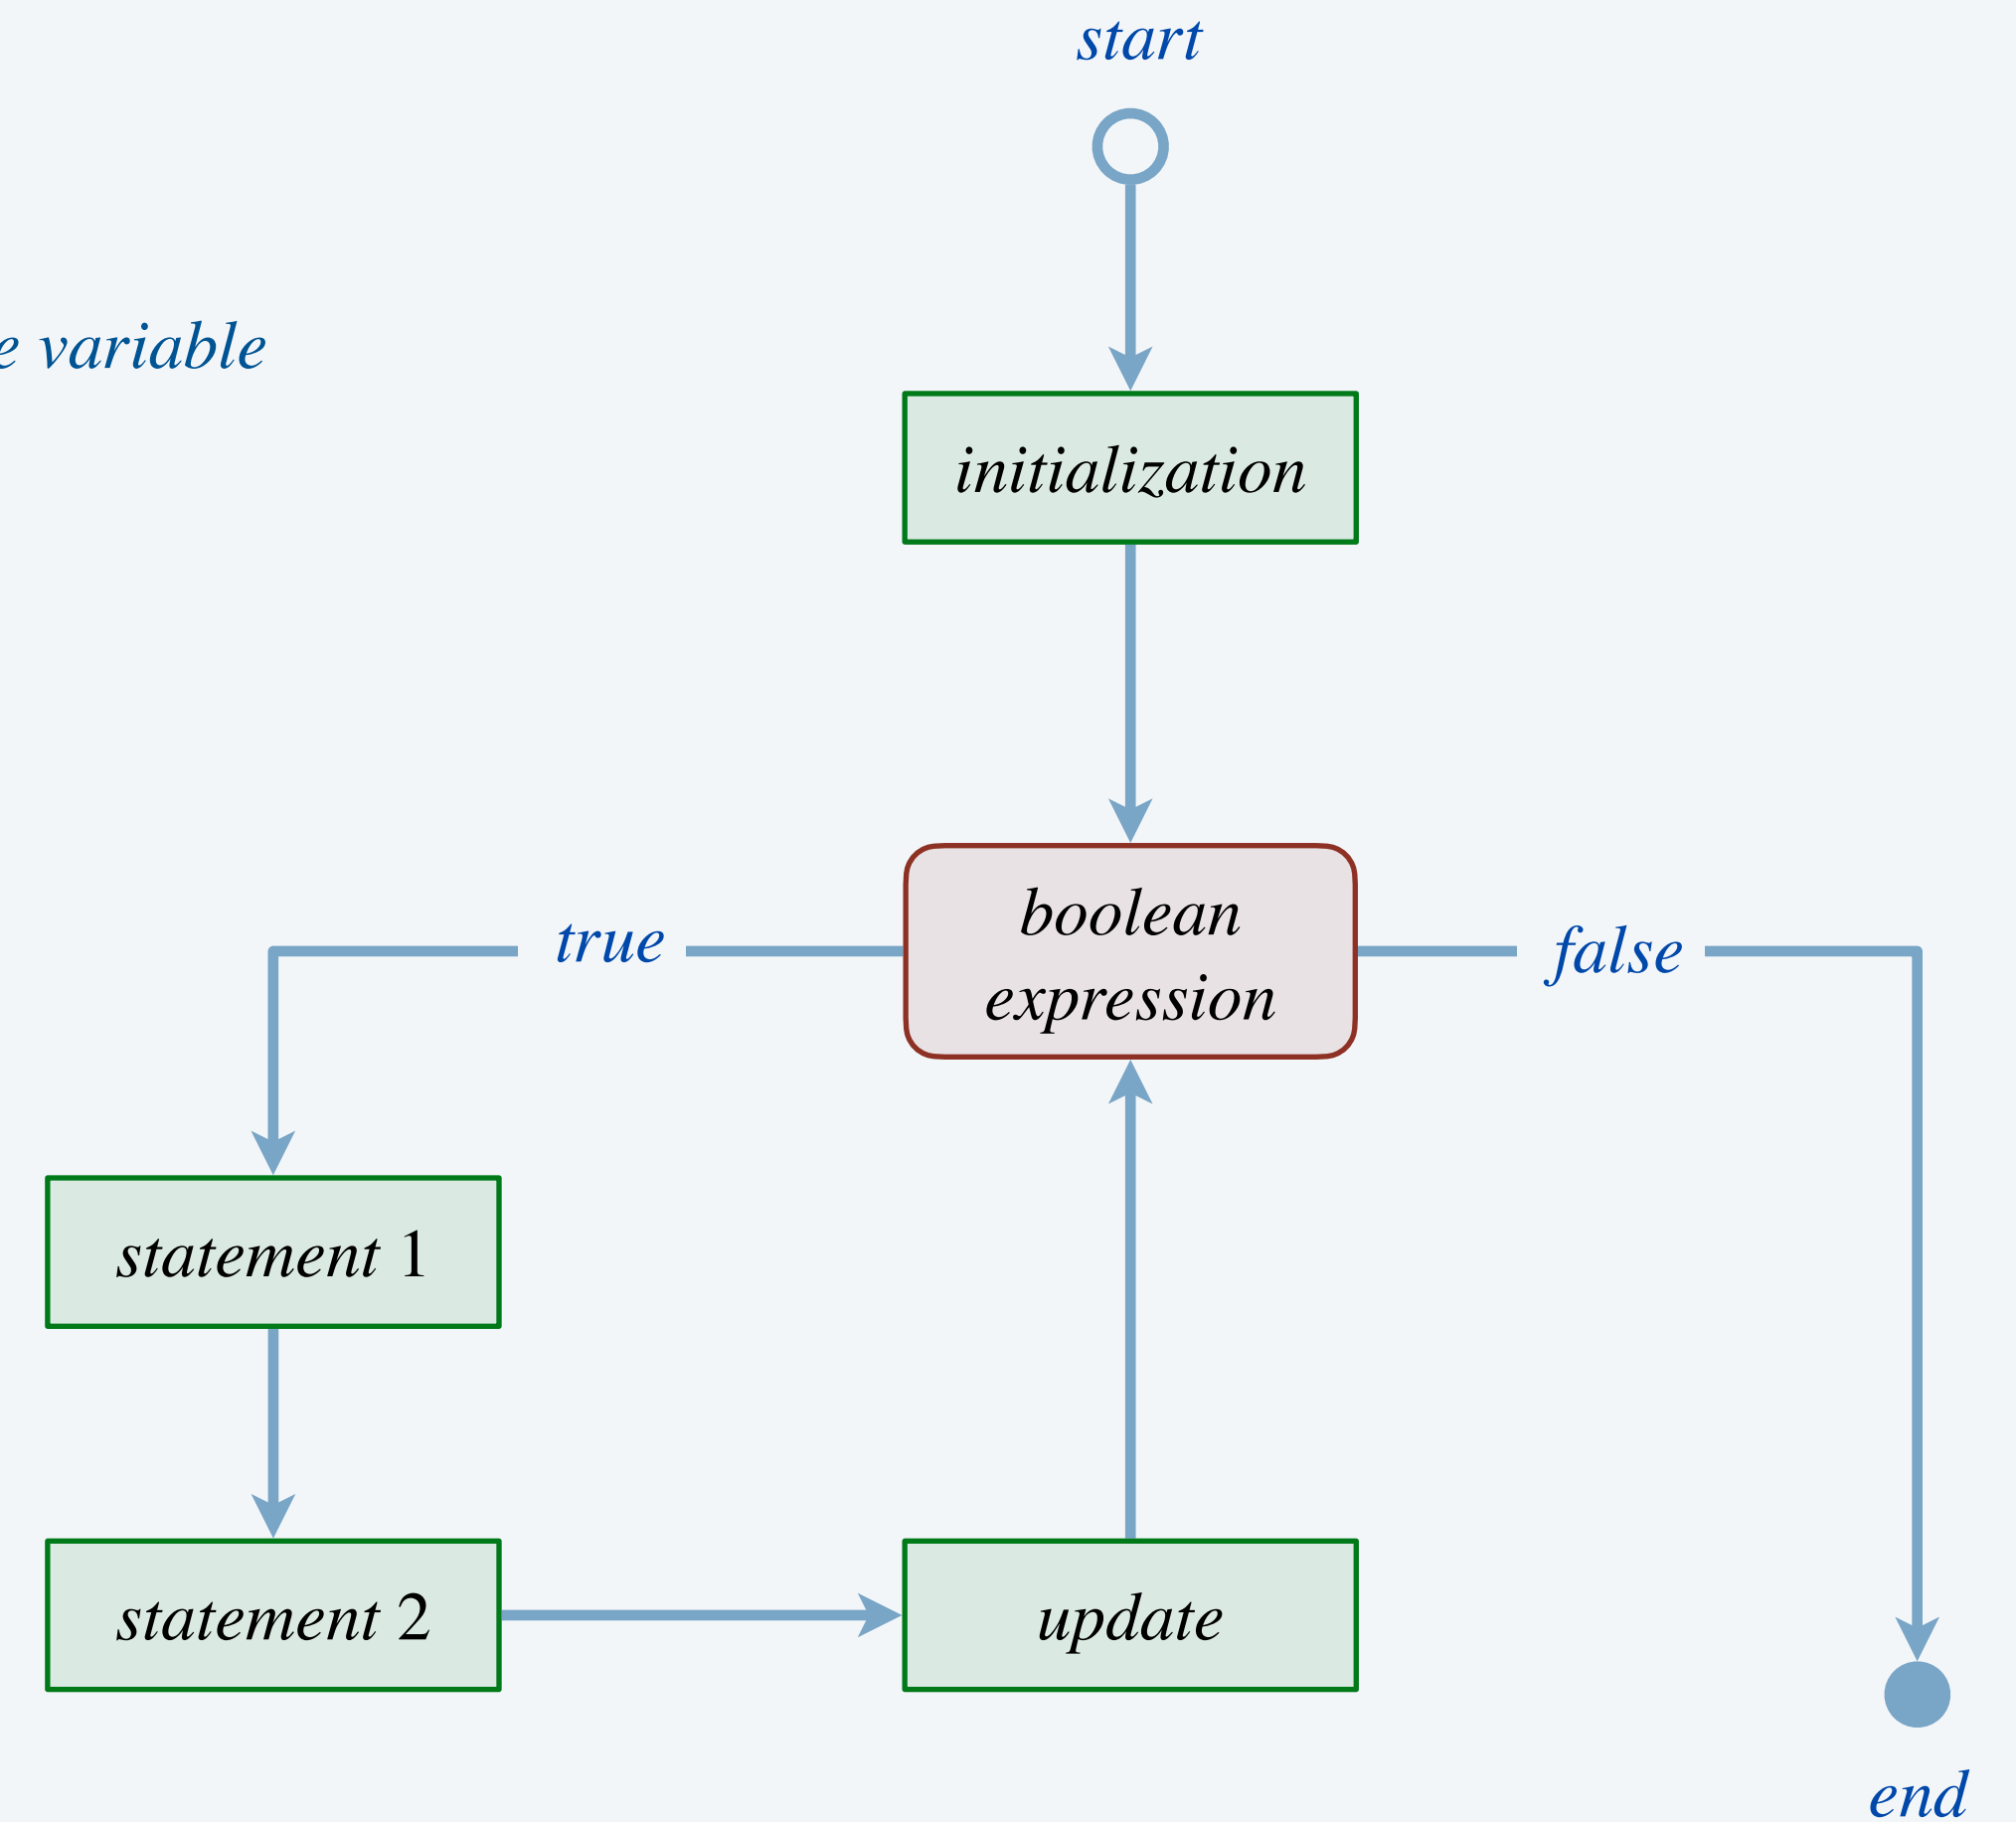 start
e variable
initialization
boolean
expression
true
false
statement 1
statement 2
update
end